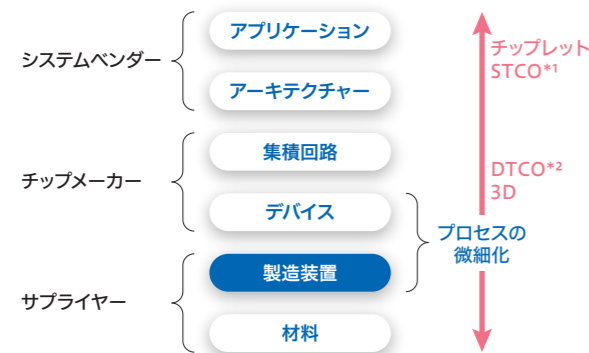 システムベンダー
アプリケーション
アーキテクチャー
チップメーカー
集積回路
デバイス
サプライヤー
製造装置
材料
プロセスの
微細化
チップレット
STCO*1
DTCO*2
3D